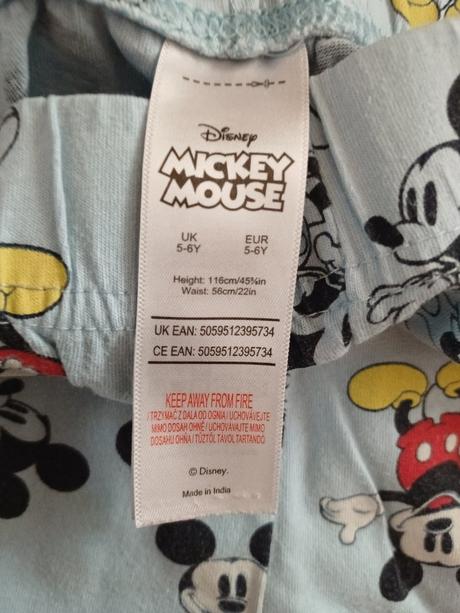 Disney
MICKEY
MOUSE
UK EUR
5-6Y 5-6Y
Height: 116cm/45⅝in
Waist: 56cm/22in
UK EAN: 5059512395734
CE EAN: 5059512395734
KEEP AWAY FROM FIRE
/ TRZYMAĆ Z DALA OD OGNIA / UCHOVÁVEJTE
MIMO DOSAH OHNĚ / UCHOVÁVAJTE MIMO
DOSAHU OHŇA / TŰZTŐL TÁVOL TARTANDÓ
© Disney.
Made in India